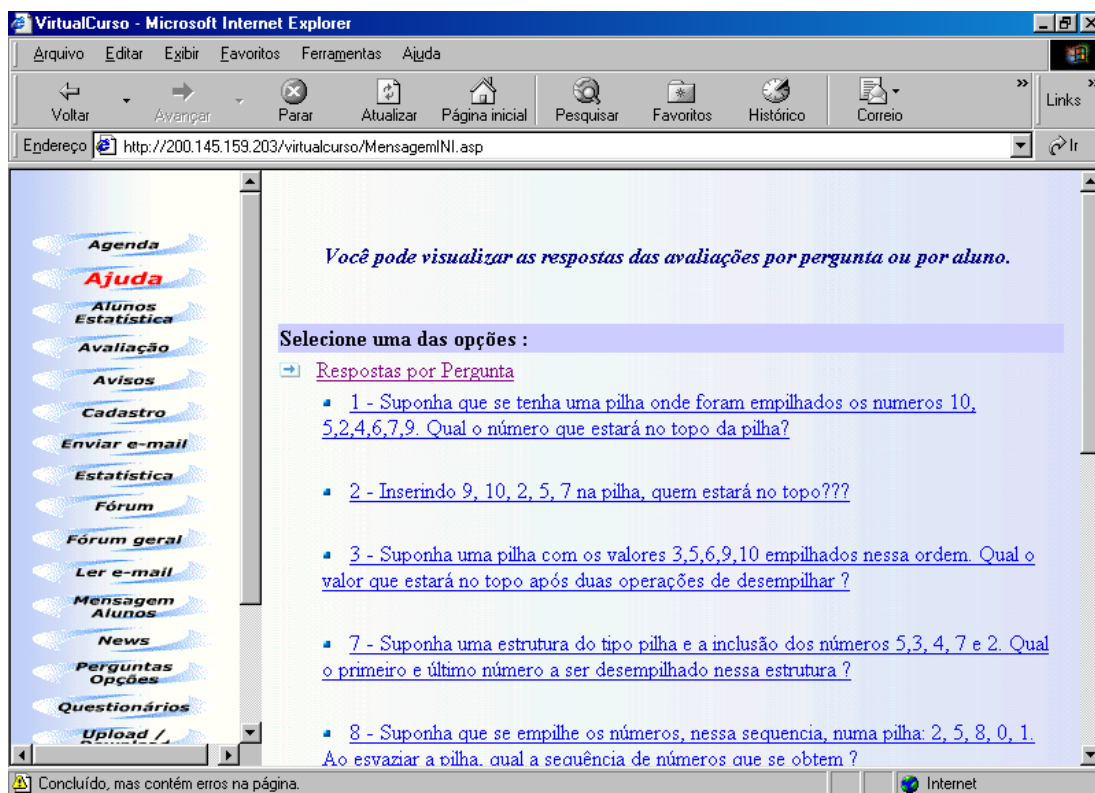 VirtualCurso - Microsoft Internet Explorer
Arquivo Editar Exibir Favoritos Ferramentas Ajuda
Voltar Avançar Parar Atualizar Página inicial Pesquisar Favoritos Histórico Correio » Links »
Endereço http://200.145.159.203/virtualcurso/MensagemINI.asp Ir
Agenda
Ajuda
Alunos
Estatística
Avaliação
Avisos
Cadastro
Enviar e-mail
Estatística
Fórum
Fórum geral
Ler e-mail
Mensagem
Alunos
News
Perguntas
Opções
Questionários
Upload /
Download
Você pode visualizar as respostas das avaliações por pergunta ou por aluno.
Selecione uma das opções :
Respostas por Pergunta
1 - Suponha que se tenha uma pilha onde foram empilhados os numeros 10,
5,2,4,6,7,9. Qual o número que estará no topo da pilha?
2 - Inserindo 9, 10, 2, 5, 7 na pilha, quem estará no topo???
3 - Suponha uma pilha com os valores 3,5,6,9,10 empilhados nessa ordem. Qual o
valor que estará no topo após duas operações de desempilhar ?
7 - Suponha uma estrutura do tipo pilha e a inclusão dos números 5,3, 4, 7 e 2. Qual
o primeiro e último número a ser desempilhado nessa estrutura ?
8 - Suponha que se empilhe os números, nessa sequencia, numa pilha: 2, 5, 8, 0, 1.
Ao esvaziar a pilha, qual a sequência de números que se obtem ?
Concluído, mas contém erros na página. Internet